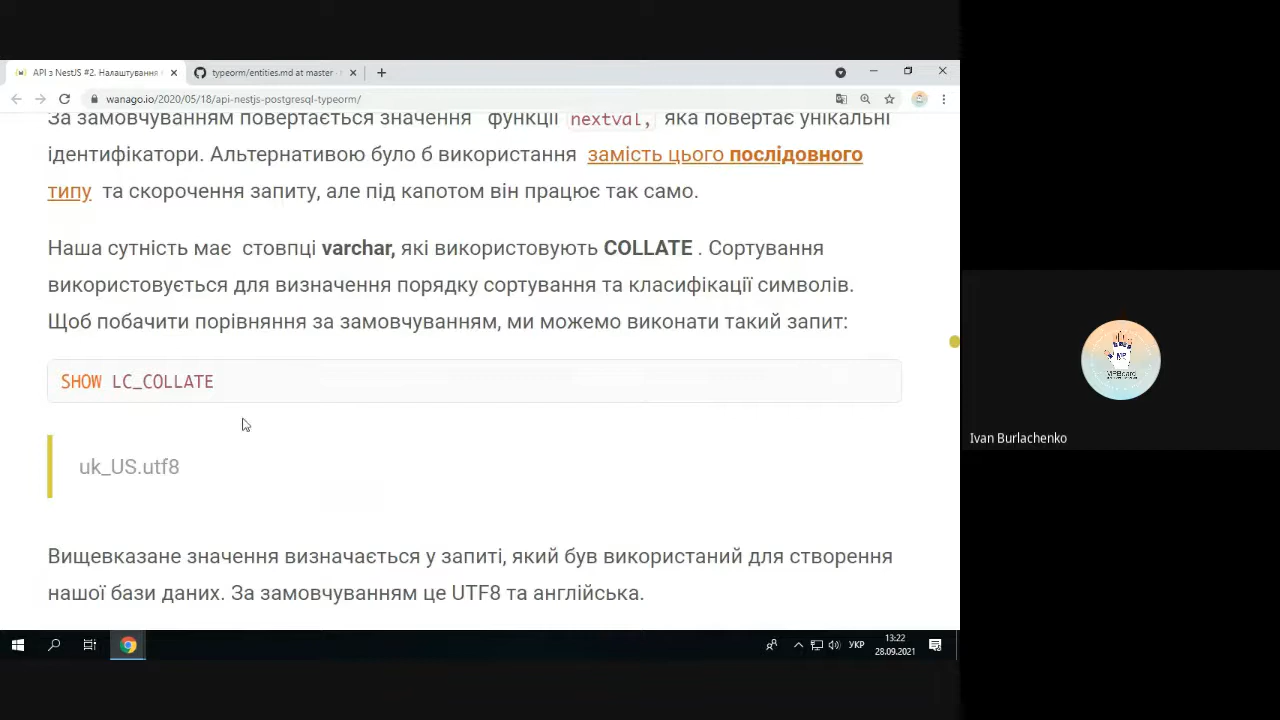 API з NestJS #2. Налаштування
typeorm/entities.md at master
wanago.io/2020/05/18/api-nestjs-postgresql-typeorm/
За замовчуванням повертається значення функції nextval, яка повертає унікальні
ідентифікатори. Альтернативою було б використання замість цього послідовного
типу та скорочення запиту, але під капотом він працює так само.
Наша сутність має стовпці varchar, які використовують COLLATE . Сортування
використовується для визначення порядку сортування та класифікації символів.
Щоб побачити порівняння за замовчуванням, ми можемо виконати такий запит:
SHOW LC_COLLATE
uk_US.utf8
Вищевказане значення визначається у запиті, який був використаний для створення
нашої бази даних. За замовчуванням це UTF8 та англійська.
УКР
13:22
28.09.2021
Ivan Burlachenko